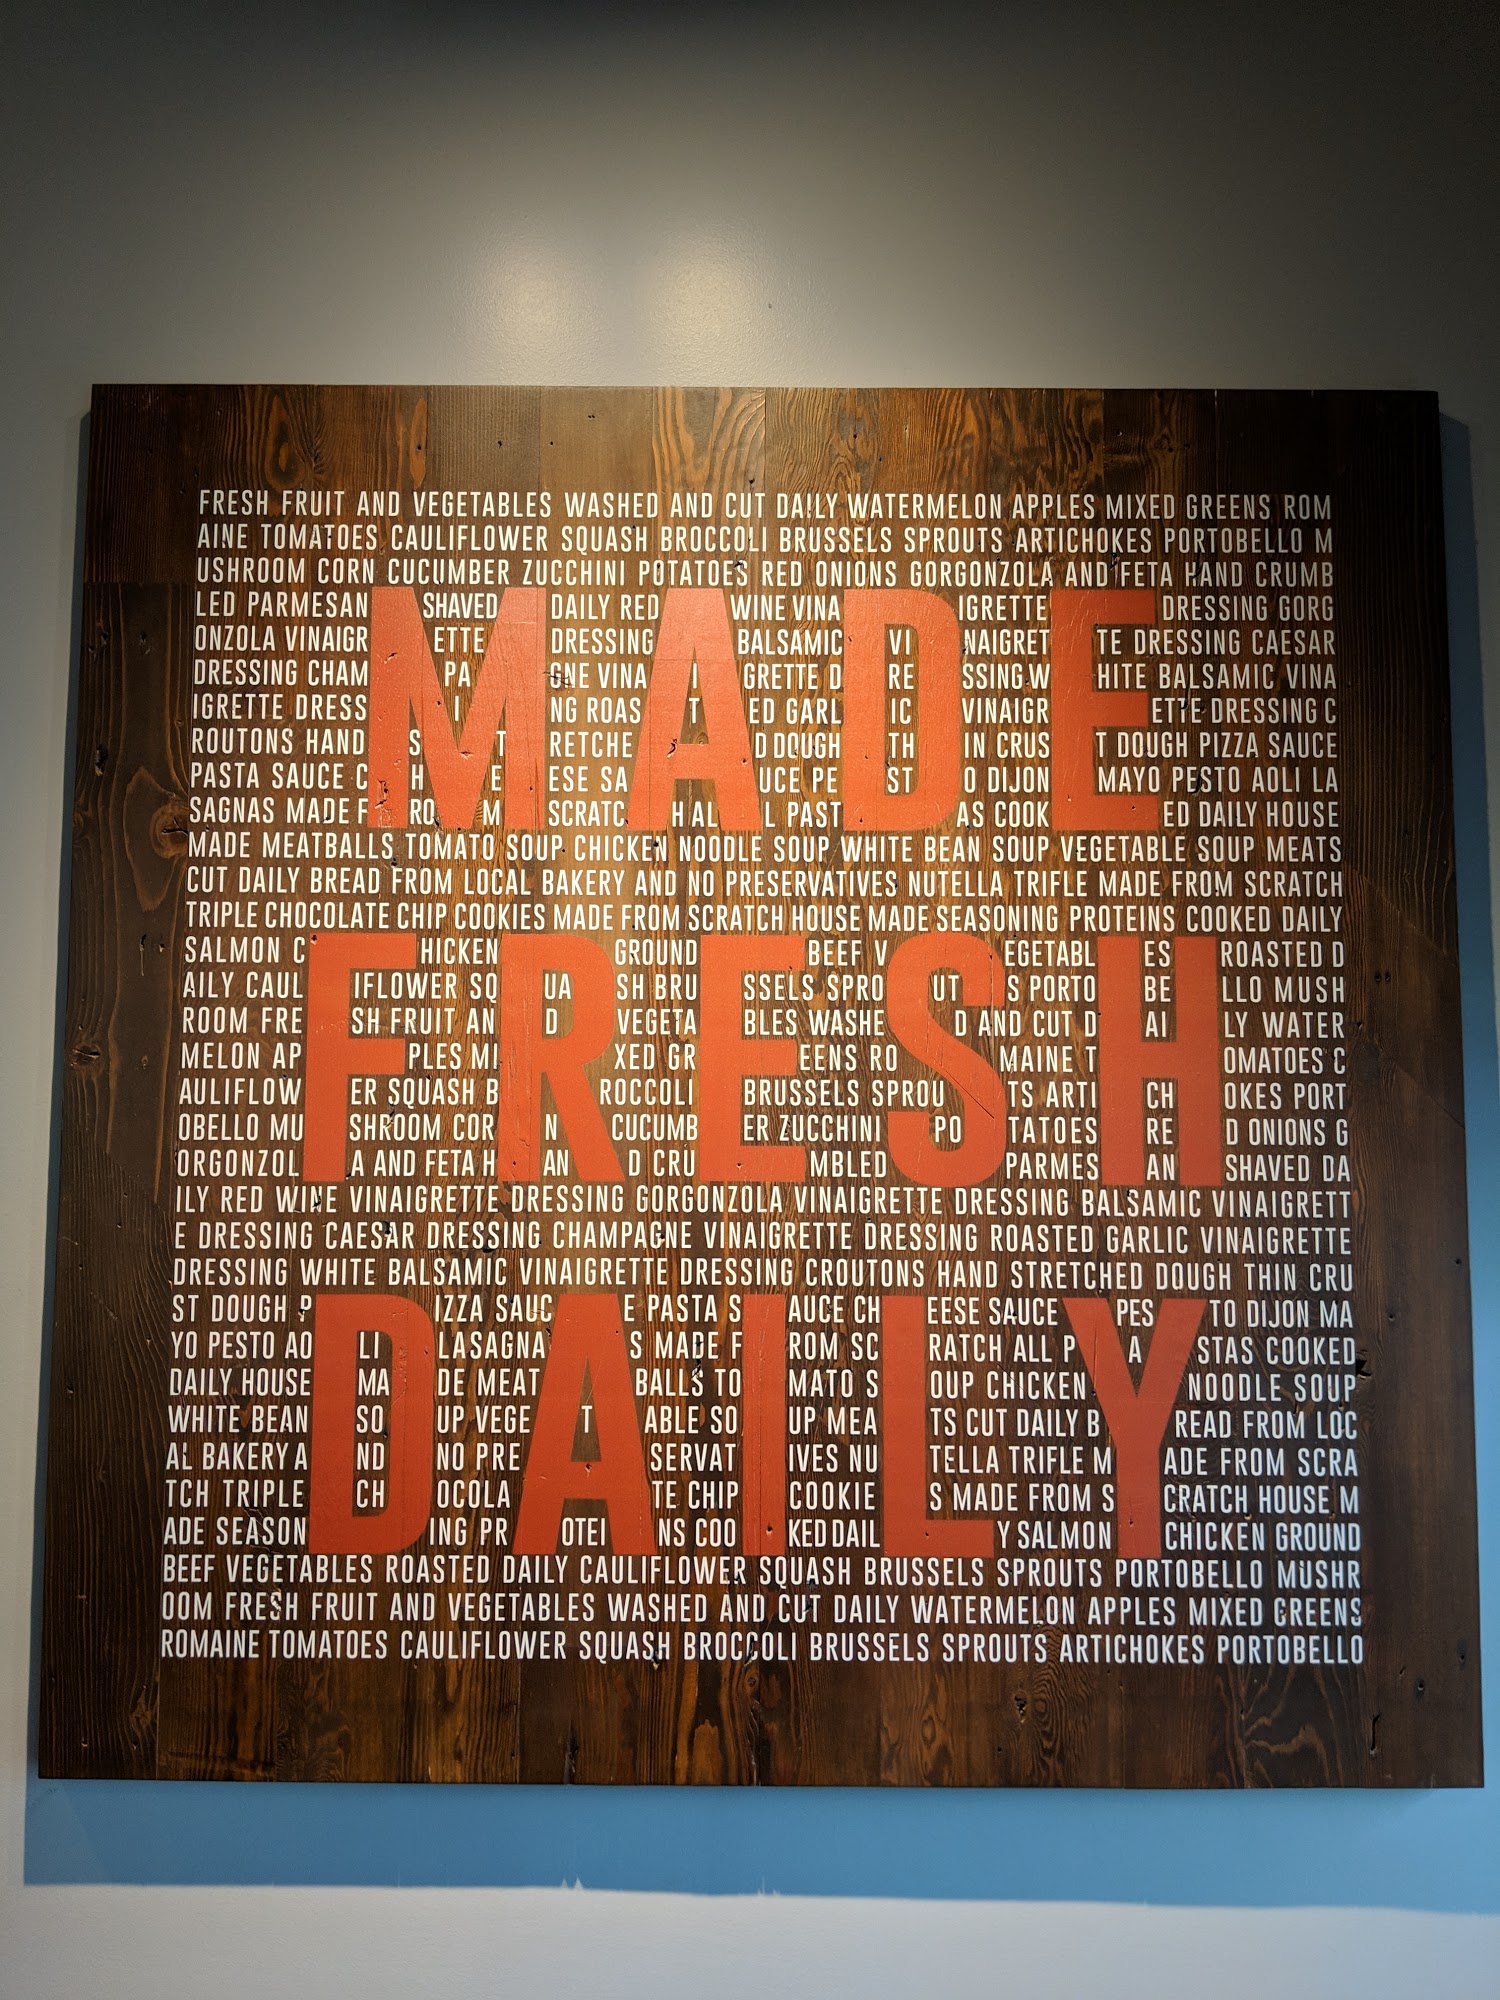 FRESH FRUIT AND VEGETABLES WASHED AND CUT DAILY WATERMELON APPLES MIXED GREENS ROM
AINE TOMATOES CAULIFLOWER SQUASH BROCCOLI BRUSSELS SPROUTS ARTICHOKES PORTOBELLO M
USHROOM CORN CUCUMBER ZUCCHINI POTATOES RED ONIONS GORGONZOLA AND FETA HAND CRUMB
MADE
LED PARMESAN SHAVED DAILY RED WINE VINA IGRETTE DRESSING GORG
ONZOLA VINAIGR ETTE DRESSING BALSAMIC VI NAIGRET TE DRESSING CAESAR
DRESSING CHAM PA GNE VINA I GRETTE D RE SSING W HITE BALSAMIC VINA
IGRETTE DRESS I NG ROAS T ED GARL IC VINAIGR ETTE DRESSING C
ROUTONS HAND S T RETCHE D DOUGH TH IN CRUS T DOUGH PIZZA SAUCE
PASTA SAUCE C H E ESE SA UCE PE ST O DIJON MAYO PESTO AOLI LA
SAGNAS MADE F RO M SCRATC H AL L PAST AS COOK ED DAILY HOUSE
MADE MEATBALLS TOMATO SOUP CHICKEN NOODLE SOUP WHITE BEAN SOUP VEGETABLE SOUP MEATS
CUT DAILY BREAD FROM LOCAL BAKERY AND NO PRESERVATIVES NUTELLA TRIFLE MADE FROM SCRATCH
TRIPLE CHOCOLATE CHIP COOKIES MADE FROM SCRATCH HOUSE MADE SEASONING PROTEINS COOKED DAILY
FRESH
SALMON C HICKEN GROUND BEEF V EGETABL ES ROASTED D
AILY CAUL IFLOWER SQ UA SH BRU SSELS SPRO UT S PORTO BE LLO MUSH
ROOM FRE SH FRUIT AN D VEGETA BLES WASHE D AND CUT D AI LY WATER
MELON AP PLES MI XED GR EENS RO MAINE T OMATOES C
AULIFLOW ER SQUASH B ROCCOLI BRUSSELS SPROU TS ARTI CH OKES PORT
OBELLO MU SHROOM COR N CUCUMB ER ZUCCHINI PO TATOES RE D ONIONS G
ORGONZOL A AND FETA H AN D CRU MBLED PARMES AN SHAVED DA
ILY RED WINE VINAIGRETTE DRESSING GORGONZOLA VINAIGRETTE DRESSING BALSAMIC VINAIGRETT
E DRESSING CAESAR DRESSING CHAMPAGNE VINAIGRETTE DRESSING ROASTED GARLIC VINAIGRETTE
DRESSING WHITE BALSAMIC VINAIGRETTE DRESSING CROUTONS HAND STRETCHED DOUGH THIN CRU
DAILY
ST DOUGH P IZZA SAUC E PASTA S AUCE CH EESE SAUCE PES TO DIJON MA
YO PESTO AO LI LASAGNA S MADE F ROM SC RATCH ALL P A STAS COOKED
DAILY HOUSE MA DE MEAT BALLS TO MATO S OUP CHICKEN NOODLE SOUP
WHITE BEAN SO UP VEGE T ABLE SO UP MEA TS CUT DAILY B READ FROM LOC
AL BAKERY A ND NO PRE SERVAT IVES NU TELLA TRIFLE M ADE FROM SCRA
TCH TRIPLE CH OCOLA TE CHIP COOKIE S MADE FROM S CRATCH HOUSE M
ADE SEASON ING PR OTEI NS COO KED DAIL Y SALMON CHICKEN GROUND
BEEF VEGETABLES ROASTED DAILY CAULIFLOWER SQUASH BRUSSELS SPROUTS PORTOBELLO MUSHR
OOM FRESH FRUIT AND VEGETABLES WASHED AND CUT DAILY WATERMELON APPLES MIXED GREENS
ROMAINE TOMATOES CAULIFLOWER SQUASH BROCCOLI BRUSSELS SPROUTS ARTICHOKES PORTOBELLO